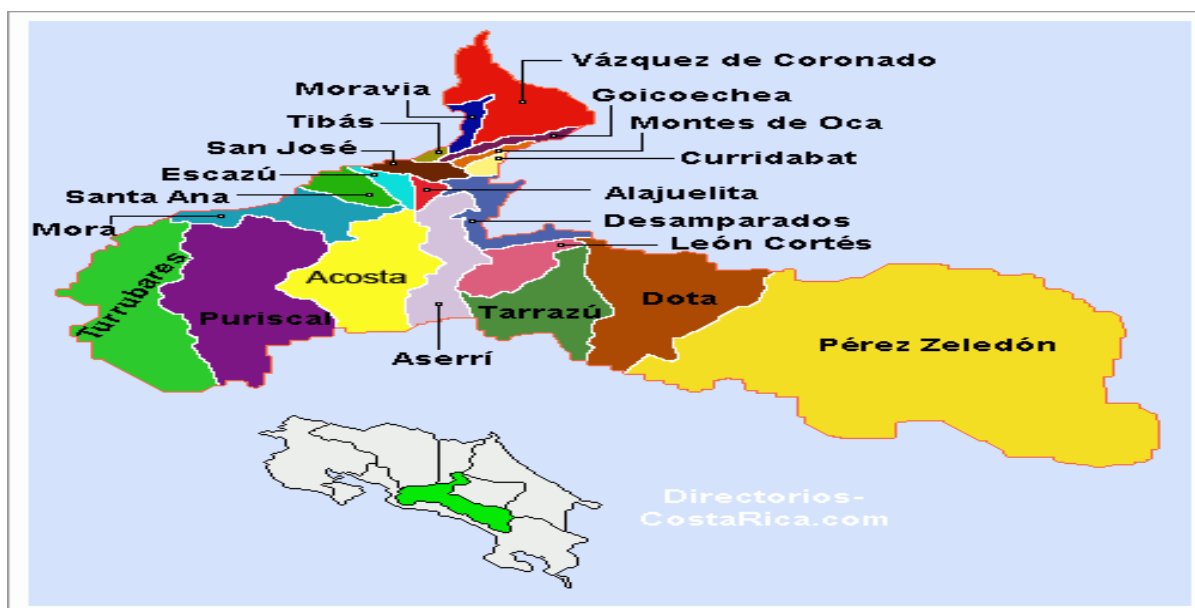 Vázquez de Coronado
Moravia
Goicoechea
Tibás
Montes de Oca
San José
Curridabat
Escazú
Santa Ana
Alajuelita
Mora
Desamparados
León Cortés
Turrubares
Acosta
Dota
Puriscal
Tarrazú
Pérez Zeledón
Aserrí
Directorios-
CostaRica.com